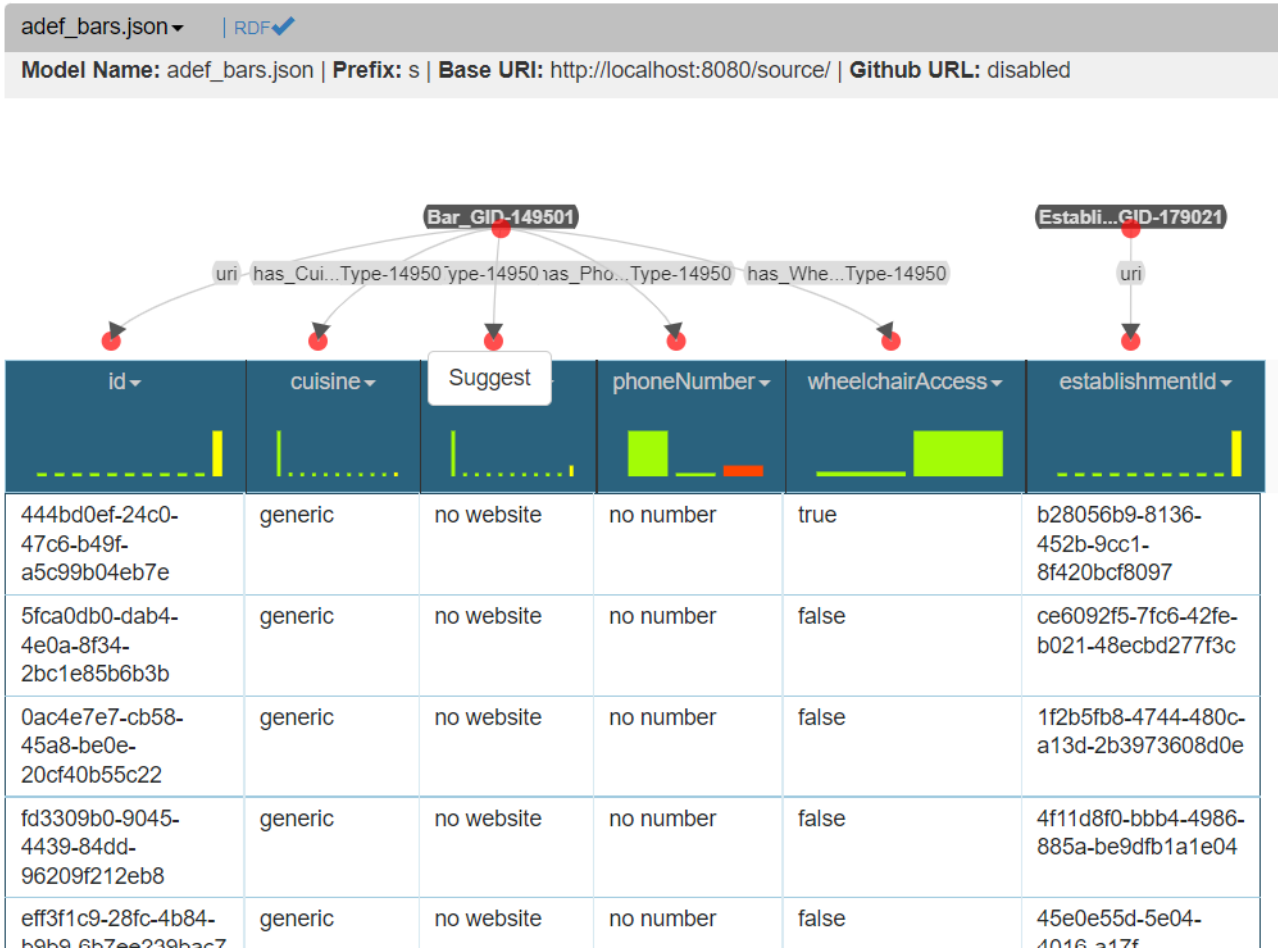 adef_bars.json
| RDF
Model Name: adef_bars.json | Prefix: s | Base URI: http://localhost:8080/source/ | Github URL: disabled
Bar_GID-149501 Establi...GID-179021
uri has_Cui...Type-14950 ype-14950 has_Pho...Type-14950 has_Whe...Type-14950 uri
id cuisine Suggest phoneNumber wheelchairAccess establishmentId
444bd0ef-24c0- generic no website no number true b28056b9-8136-
47c6-b49f- 452b-9cc1-
a5c99b04eb7e 8f420bcf8097
5fca0db0-dab4- generic no website no number false ce6092f5-7fc6-42fe-
4e0a-8f34- b021-48ecbd277f3c
2bc1e85b6b3b
0ac4e7e7-cb58- generic no website no number false 1f2b5fb8-4744-480c-
45a8-be0e- a13d-2b3973608d0e
20cf40b55c22
fd3309b0-9045- generic no website no number false 4f11d8f0-bbb4-4986-
4439-84dd- 885a-be9dfb1a1e04
96209f212eb8
eff3f1c9-28fc-4b84- generic no website no number false 45e0e55d-5e04-
b9b9-6b7ee239bac7 4016-a17f